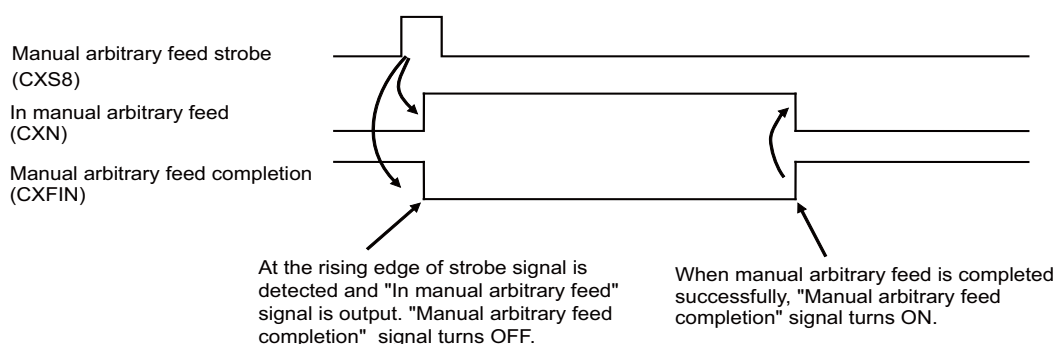 Manual arbitrary feed strobe
(CXS8)
In manual arbitrary feed
(CXN)
Manual arbitrary feed completion
(CXFIN)
At the rising edge of strobe signal is
detected and "In manual arbitrary feed"
signal is output. "Manual arbitrary feed
completion"  signal turns OFF.
When manual arbitrary feed is completed
successfully, "Manual arbitrary feed
completion" signal turns ON.